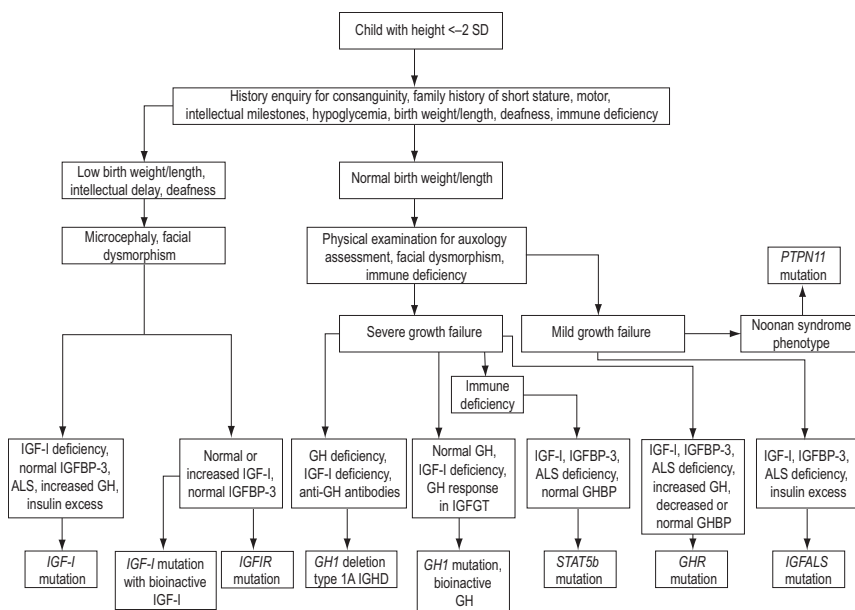 Child with height <–2 SD
History enquiry for consanguinity, family history of short stature, motor,
intellectual milestones, hypoglycemia, birth weight/length, deafness, immune deficiency
Low birth weight/length,
intellectual delay, deafness
Normal birth weight/length
Microcephaly, facial
dysmorphism
Physical examination for auxology
assessment, facial dysmorphism,
immune deficiency
PTPN11
mutation
Severe growth failure
Mild growth failure
Noonan syndrome
phenotype
Immune
deficiency
IGF-I deficiency,
normal IGFBP-3,
ALS, increased GH,
insulin excess
Normal or
increased IGF-I,
normal IGFBP-3
GH deficiency,
IGF-I deficiency,
anti-GH antibodies
Normal GH,
IGF-I deficiency,
GH response
in IGFGT
IGF-I, IGFBP-3,
ALS deficiency,
normal GHBP
IGF-I, IGFBP-3,
ALS deficiency,
increased GH,
decreased or
normal GHBP
IGF-I, IGFBP-3,
ALS deficiency,
insulin excess
IGF-I
mutation
IGF-I mutation
with bioinactive
IGF-I
IGFIR
mutation
GH1 deletion
type 1A IGHD
GH1 mutation,
bioinactive
GH
STAT5b
mutation
GHR
mutation
IGFALS
mutation